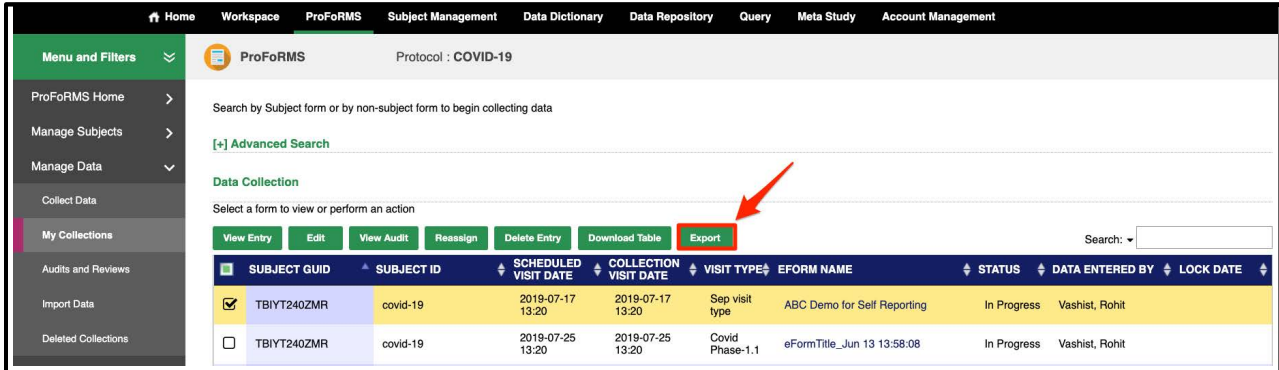 Home Workspace ProFoRMS Subject Management Data Dictionary Data Repository Query Meta Study Account Management
Menu and Filters
ProFoRMS Protocol : COVID-19
ProFoRMS Home
Manage Subjects
Manage Data
Collect Data
My Collections
Audits and Reviews
Import Data
Deleted Collections
Search by Subject form or by non-subject form to begin collecting data
[+] Advanced Search
Data Collection
Select a form to view or perform an action
View Entry Edit View Audit Reassign Delete Entry Download Table Export Search:
SUBJECT GUID SUBJECT ID SCHEDULED VISIT DATE COLLECTION VISIT DATE VISIT TYPE EFORM NAME STATUS DATA ENTERED BY LOCK DATE
TBIYT240ZMR covid-19 2019-07-17 13:20 2019-07-17 13:20 Sep visit type ABC Demo for Self Reporting In Progress Vashist, Rohit
TBIYT240ZMR covid-19 2019-07-25 13:20 2019-07-25 13:20 Covid Phase-1.1 eFormTitle_Jun 13 13:58:08 In Progress Vashist, Rohit